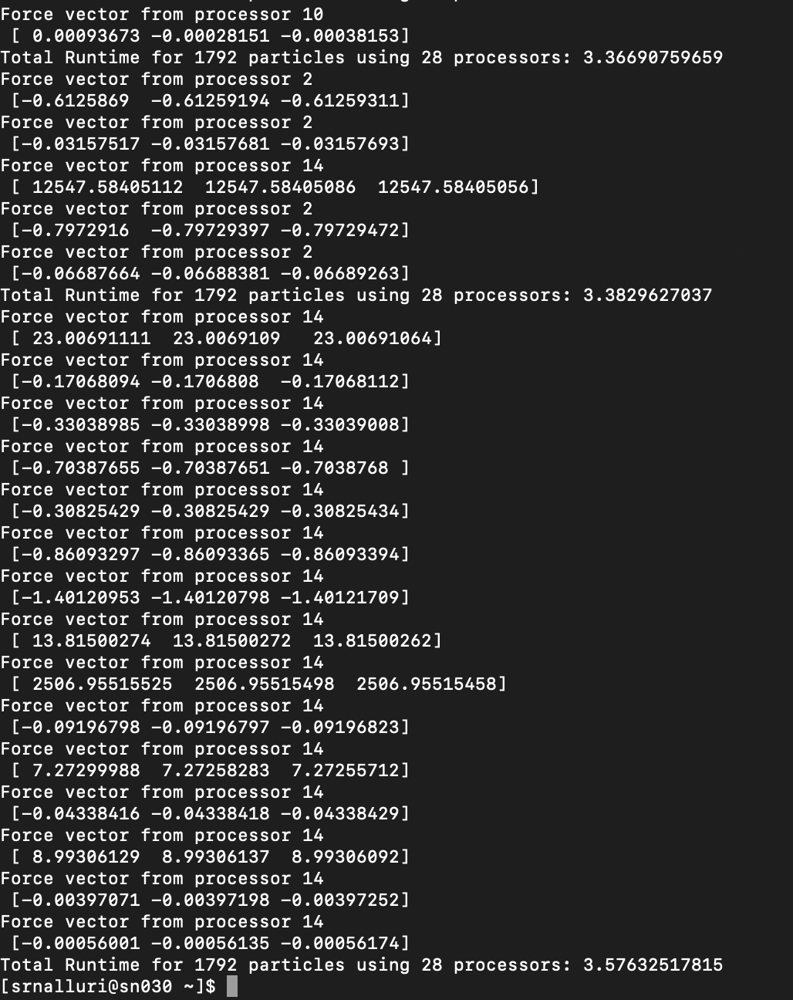 Force vector from processor 10
 [ 0.00093673 -0.00028151 -0.00038153]
Total Runtime for 1792 particles using 28 processors: 3.36690759659
Force vector from processor 2
 [-0.6125869  -0.61259194 -0.61259311]
Force vector from processor 2
 [-0.03157517 -0.03157681 -0.03157693]
Force vector from processor 14
 [ 12547.58405112  12547.58405086  12547.58405056]
Force vector from processor 2
 [-0.7972916  -0.79729397 -0.79729472]
Force vector from processor 2
 [-0.06687664 -0.06688381 -0.06689263]
Total Runtime for 1792 particles using 28 processors: 3.3829627037
Force vector from processor 14
 [ 23.00691111  23.0069109   23.00691064]
Force vector from processor 14
 [-0.17068094 -0.1706808  -0.17068112]
Force vector from processor 14
 [-0.33038985 -0.33038998 -0.33039008]
Force vector from processor 14
 [-0.70387655 -0.70387651 -0.7038768 ]
Force vector from processor 14
 [-0.30825429 -0.30825429 -0.30825434]
Force vector from processor 14
 [-0.86093297 -0.86093365 -0.86093394]
Force vector from processor 14
 [-1.40120953 -1.40120798 -1.40121709]
Force vector from processor 14
 [ 13.81500274  13.81500272  13.81500262]
Force vector from processor 14
 [ 2506.95515525  2506.95515498  2506.95515458]
Force vector from processor 14
 [-0.09196798 -0.09196797 -0.09196823]
Force vector from processor 14
 [ 7.27299988  7.27258283  7.27255712]
Force vector from processor 14
 [-0.04338416 -0.04338418 -0.04338429]
Force vector from processor 14
 [ 8.99306129  8.99306137  8.99306092]
Force vector from processor 14
 [-0.00397071 -0.00397198 -0.00397252]
Force vector from processor 14
 [-0.00056001 -0.00056135 -0.00056174]
Total Runtime for 1792 particles using 28 processors: 3.57632517815
[srnalluri@sn030 ~]$